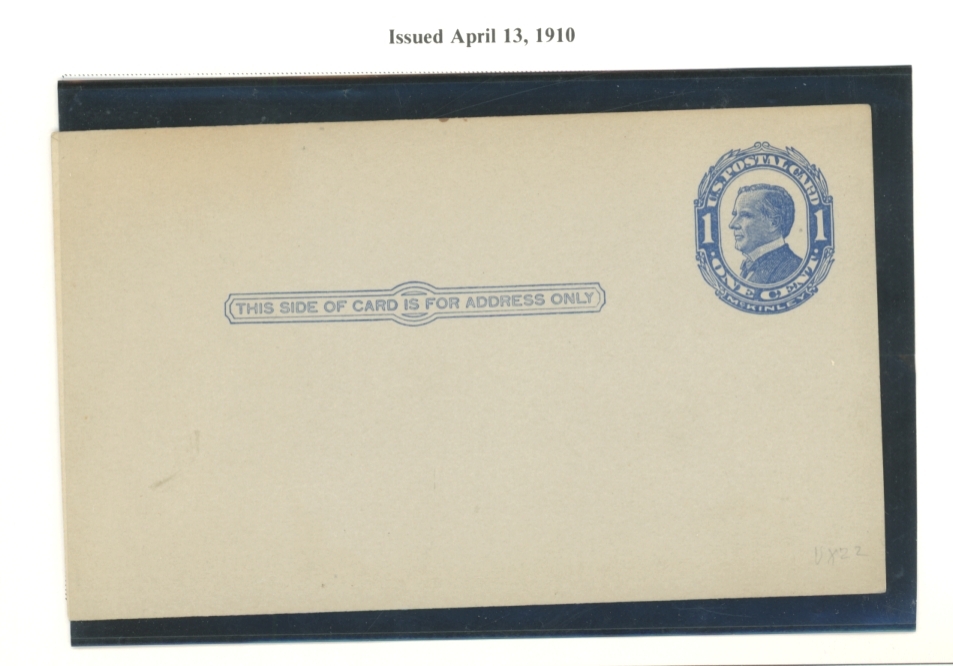 Issued April 13, 1910
U.S. POSTAL CARD
1 1
ONE CENT.
McKINLEY
THIS SIDE OF CARD IS FOR ADDRESS ONLY
UX22